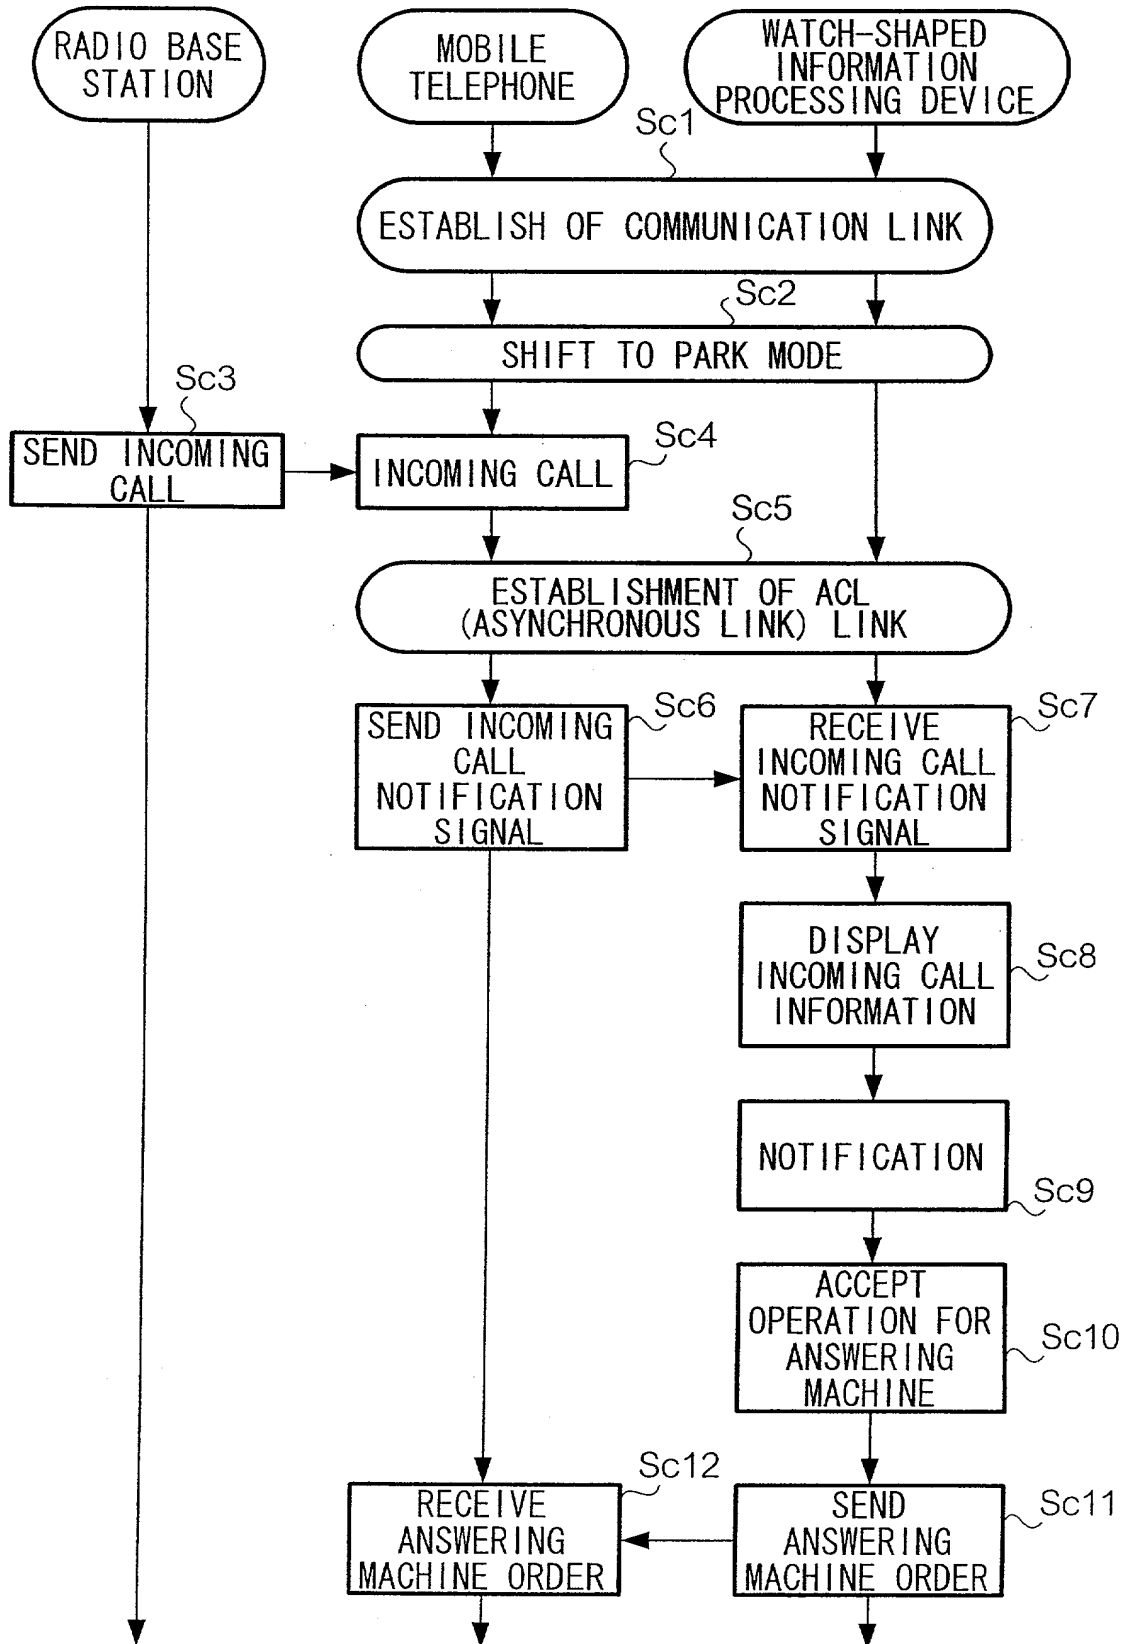 RADIO BASE
STATION
MOBILE
TELEPHONE
WATCH-SHAPED
INFORMATION
PROCESSING DEVICE
Sc1
ESTABLISH OF COMMUNICATION LINK
Sc2
SHIFT TO PARK MODE
Sc3
SEND INCOMING
CALL
Sc4
INCOMING CALL
Sc5
ESTABLISHMENT OF ACL
(ASYNCHRONOUS LINK) LINK
Sc6
SEND INCOMING
CALL
NOTIFICATION
SIGNAL
Sc7
RECEIVE
INCOMING CALL
NOTIFICATION
SIGNAL
Sc8
DISPLAY
INCOMING CALL
INFORMATION
NOTIFICATION
Sc9
ACCEPT
OPERATION FOR
ANSWERING
MACHINE
Sc10
Sc12
RECEIVE
ANSWERING
MACHINE ORDER
Sc11
SEND
ANSWERING
MACHINE ORDER